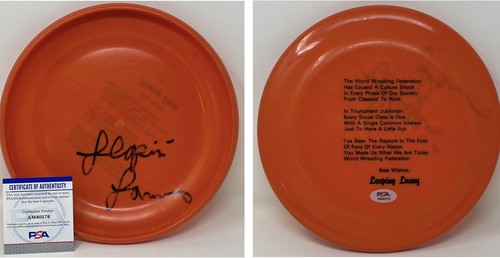 Leapin
Lanny
CERTIFICATE OF AUTHENTICITY
Certification Number
AM40576
PSA
The World Wrestling Federation
Has Caused A Culture Shock
In Every Phase Of Our Society
From Classical To Rock
In Triumphant Jubilation
Every Social Class is One
With A Single Common Interest
Just To Have A Little Fun
I've Seen The Rapture In The Eyes
Of Fans Of Every Nation
You Made Us What We Are Today
World Wrestling Federation
Best Wishes,
Leaping Lanny
PSA